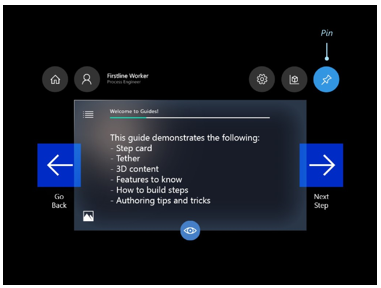 Pin
Firstline Worker
Process Engineer
Welcome to Guides!
This guide demonstrates the following:
- Step card
- Tether
- 3D content
- Features to know
- How to build steps
- Authoring tips and tricks
Go
Back
Next
Step